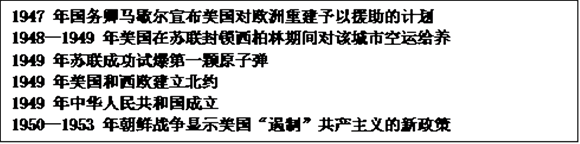 1947 年国务卿马歇尔宣布美国对欧洲重建予以援助的计划
1948—1949 年美国在苏联封锁西柏林期间对该城市空运给养
1949 年苏联成功试爆第一颗原子弹
1949 年美国和西欧建立北约
1949 年中华人民共和国成立
1950—1953 年朝鲜战争显示美国“遏制”共产主义的新政策